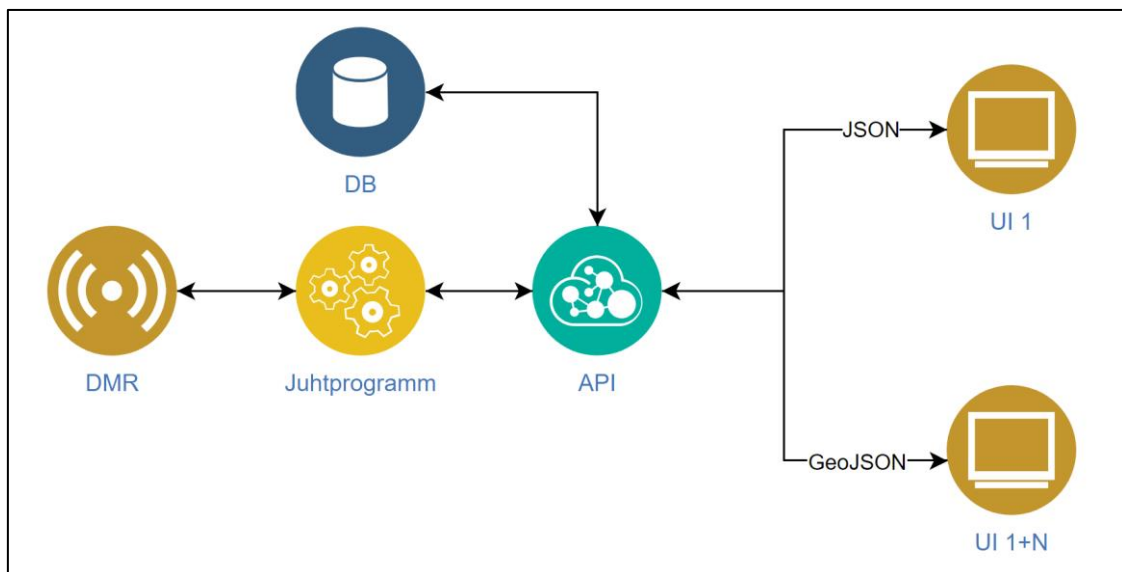 DB
JSON
UI 1
DMR
Juhtprogramm
API
GeoJSON
UI 1+N